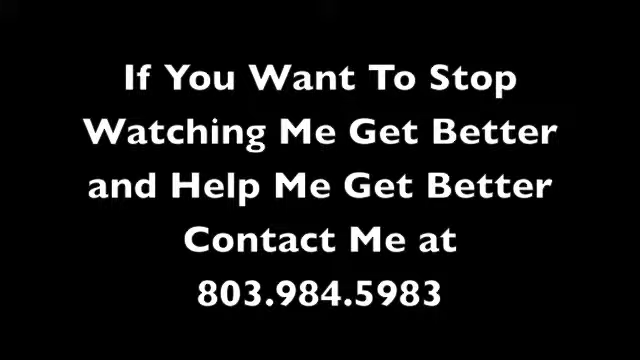 If You Want To Stop
Watching Me Get Better
and Help Me Get Better
Contact Me at
803.984.5983